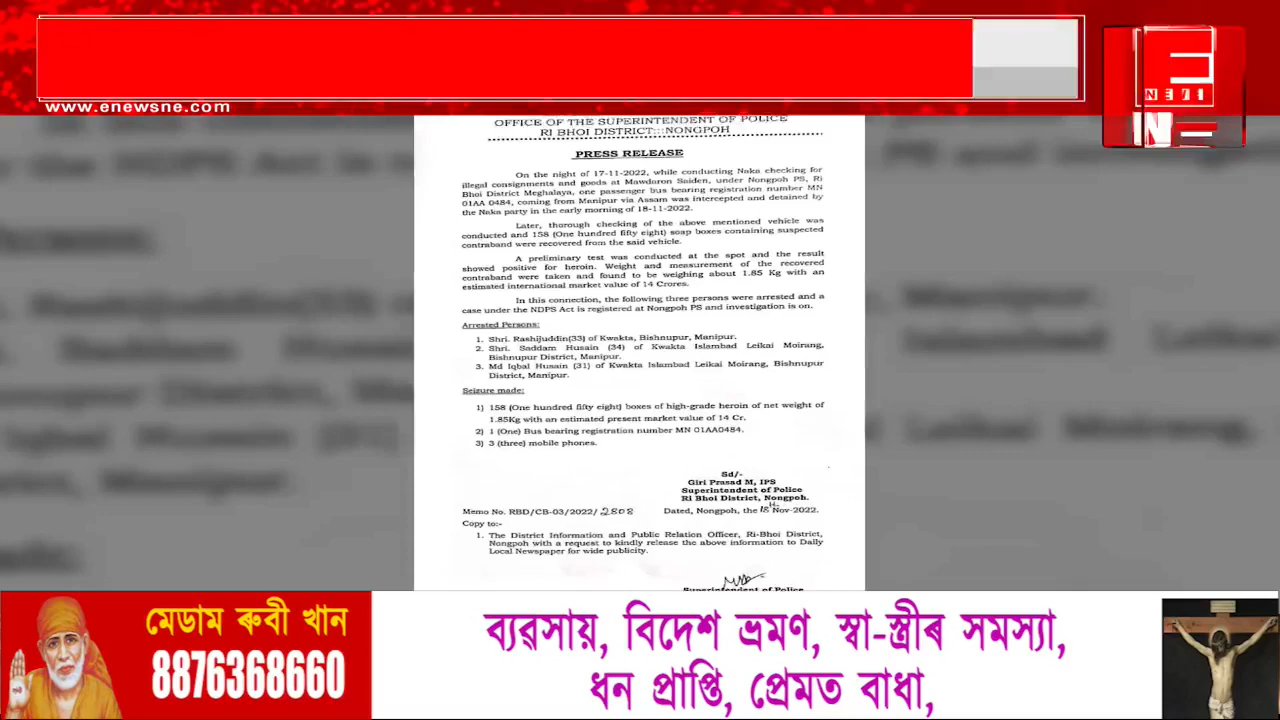 www.enewsne.com
E
NEWS
NE
OFFICE OF THE SUPERINTENDENT OF POLICE
RI BHOI DISTRICT:::NONGPOH
PRESS RELEASE
On the night of 17-11-2022, while conducting Naka checking for
illegal consignments and goods at Mawdaron Saiden, under Nongpoh PS, Ri
Bhoi District Meghalaya, one passenger bus bearing registration number MN
01AA 0484, coming from Manipur via Assam was intercepted and detained by
the Naka party in the early morning of 18-11-2022.
Later, thorough checking of the above mentioned vehicle was
conducted and 158 (One hundred fifty eight) soap boxes containing suspected
contraband were recovered from the said vehicle.
A preliminary test was conducted at the spot and the result
showed positive for heroin. Weight and measurement of the recovered
contraband were taken and found to be weighing about 1.85 Kg with an
estimated international market value of 14 Crores.
In this connection, the following three persons were arrested and a
case under the NDPS Act is registered at Nongpoh PS and investigation is on.
Arrested Persons:
1. Shri. Rashijuddin(33) of Kwakta, Bishnupur, Manipur.
2. Shri. Saddam Husain (34) of Kwakta Islambad Leikai Moirang,
Bishnupur District, Manipur.
3. Md Iqbal Husain (31) of Kwakta Islambad Leikai Moirang, Bishnupur
District, Manipur.
Seizure made:
1) 158 (One hundred fifty eight) boxes of high-grade heroin of net weight of
1.85Kg with an estimated present market value of 14 Cr.
2) 1 (One) Bus bearing registration number MN 01AA0484.
3) 3 (three) mobile phones.
Sd/-
Giri Prasad M, IPS
Superintendent of Police
Ri Bhoi District, Nongpoh.
Memo No. RBD/CB-03/2022/2808 Dated, Nongpoh, the 18th Nov-2022.
Copy to:-
1. The District Information and Public Relation Officer, Ri-Bhoi District,
Nongpoh with a request to kindly release the above information to Daily
Local Newspaper for wide publicity.
Superintendent of Police
মেডাম ৰুবী খান
8876368660
ব্যৱসায়, বিদেশ ভ্ৰমণ, স্বা-স্ত্ৰীৰ সমস্যা,
ধন প্ৰাপ্তি, প্ৰেমত বাধা,